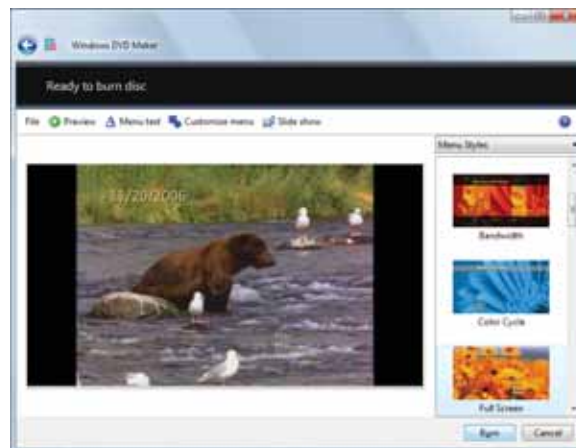 Windows DVD Maker
Ready to burn disc
File Preview Menu text Customize menu Slide show
Menu Styles
11/20/2006
Bandwidth
Color Cycle
Full Screen
Burn Cancel